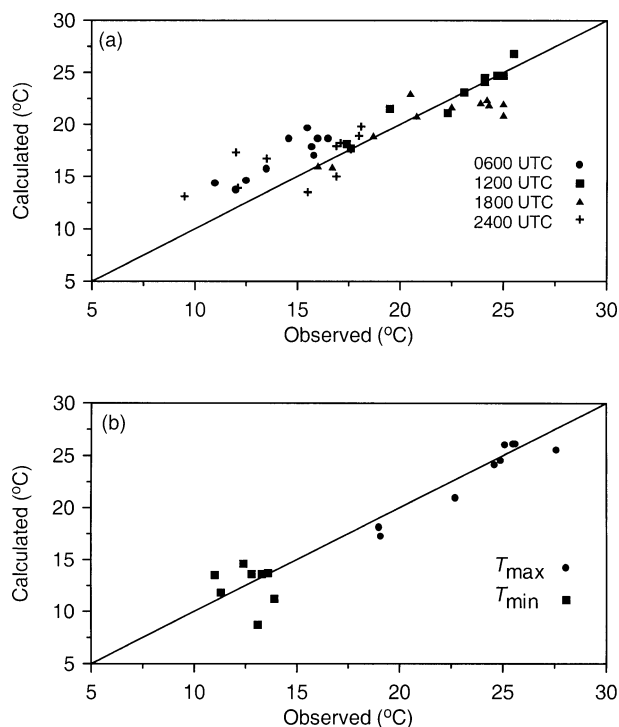 (a)
Calculated (°C)
30
25
20
15
10
5
0600 UTC
1200 UTC
1800 UTC
2400 UTC
5 10 15 20 25 30
Observed (°C)
(b)
Calculated (°C)
30
25
20
15
10
5
Tmax
Tmin
5 10 15 20 25 30
Observed (°C)